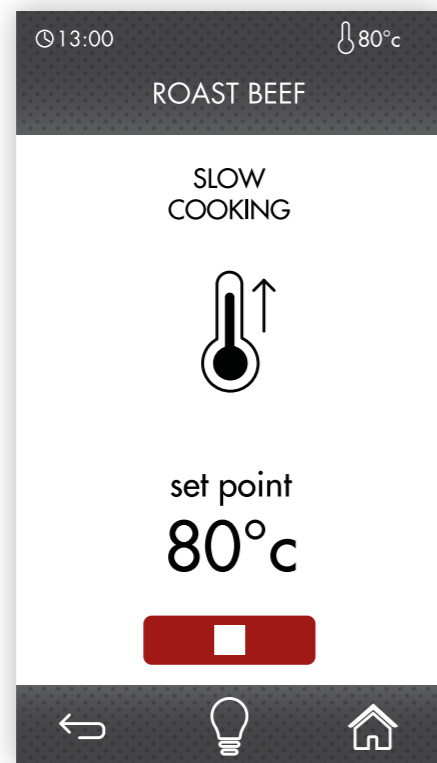 13:00
80°c
ROAST BEEF
SLOW
COOKING
set point
80°c